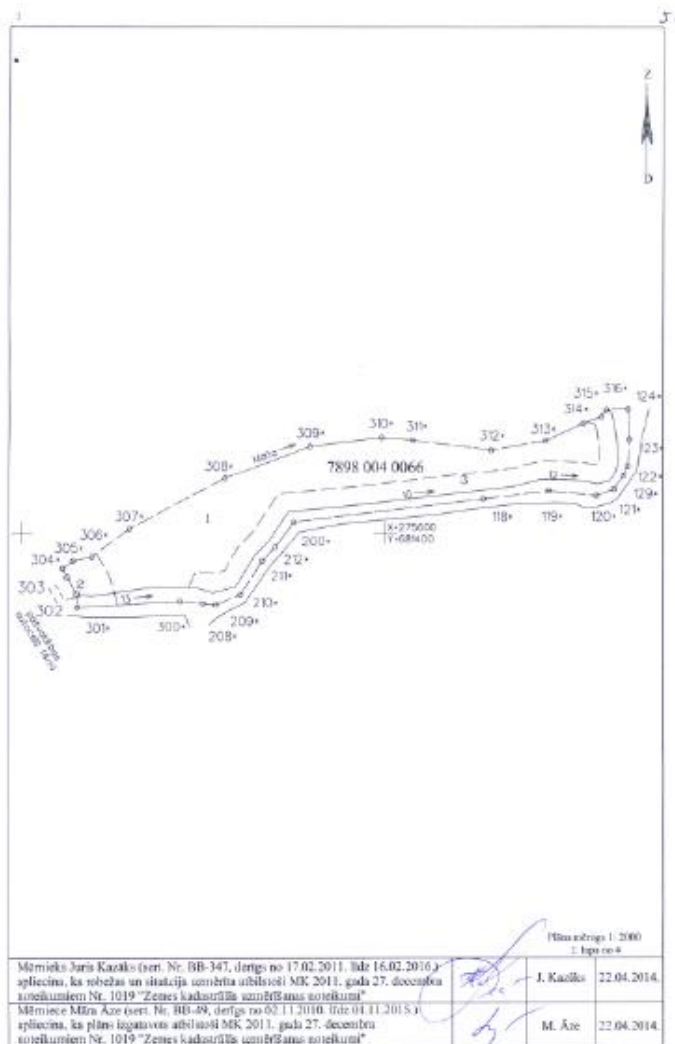 Z
D
315• 316• 124•
314•
310• 311• 313•
309•
312• 123•
308•
7898 004 0066
122•
3 12
129•
10
121•
307• 1 118• 119• 120•
X=275600
Y=681400
200•
306•
305• 212•
304• 211•
303 2 210•
13
302 209•
301• 300•
208•
Plāna mērogs 1: 2000
Mērnieks Juris Kazāks (sert. Nr. BB-347, derīgs no 17.02.2011. līdz 16.02.2016.)
apliecina, ka robežas un situācija uzmērīta atbilstoši MK 2011. gada 27. decembra
noteikumiem Nr. 1019 "Zemes kadastrālās uzmērīšanas noteikumi"
J. Kazāks 22.04.2014.
Mērniece Māra Āze (sert. Nr. BB-49, derīgs no 02.11.2010. līdz 01.11.2015.)
apliecina, ka plāns izgatavots atbilstoši MK 2011. gada 27. decembra
noteikumiem Nr. 1019 "Zemes kadastrālās uzmērīšanas noteikumi"
M. Āze 22.04.2014.